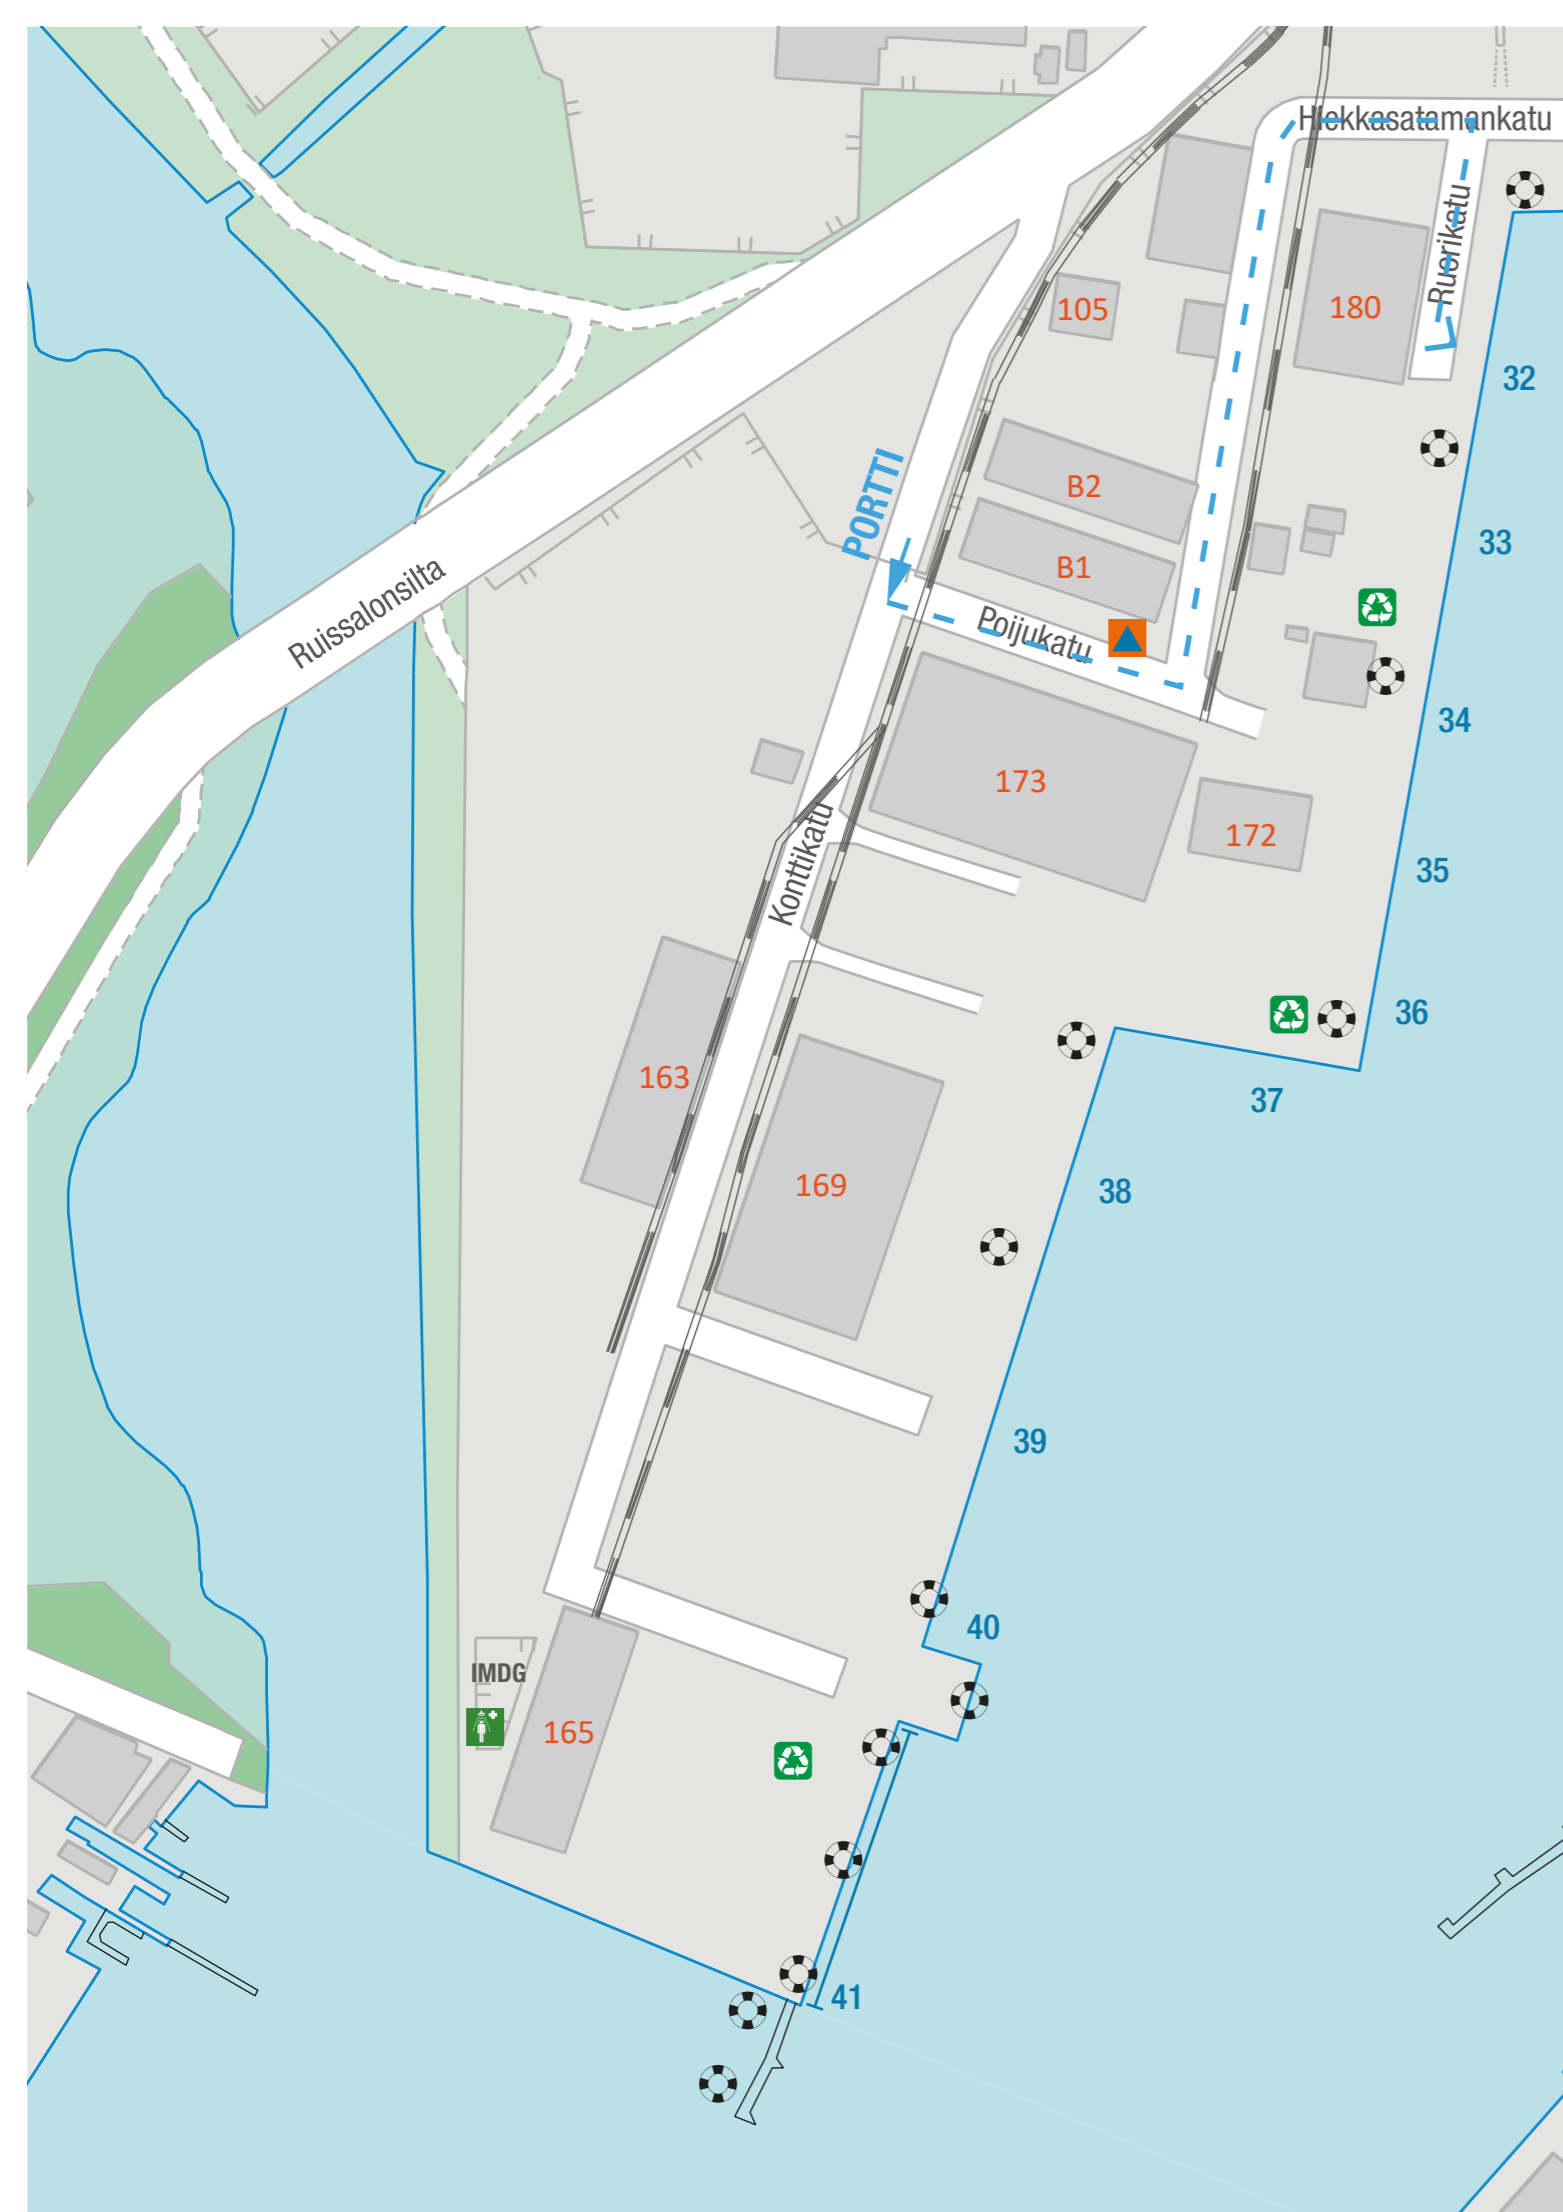 Hiekkasatamankatu
Ruorikatu
105
180
32
B2
PORTTI
33
B1
Ruissalonsilta
Poijukatu
34
173
172
Konttikatu
35
36
163
37
169
38
39
40
IMDG
165
41